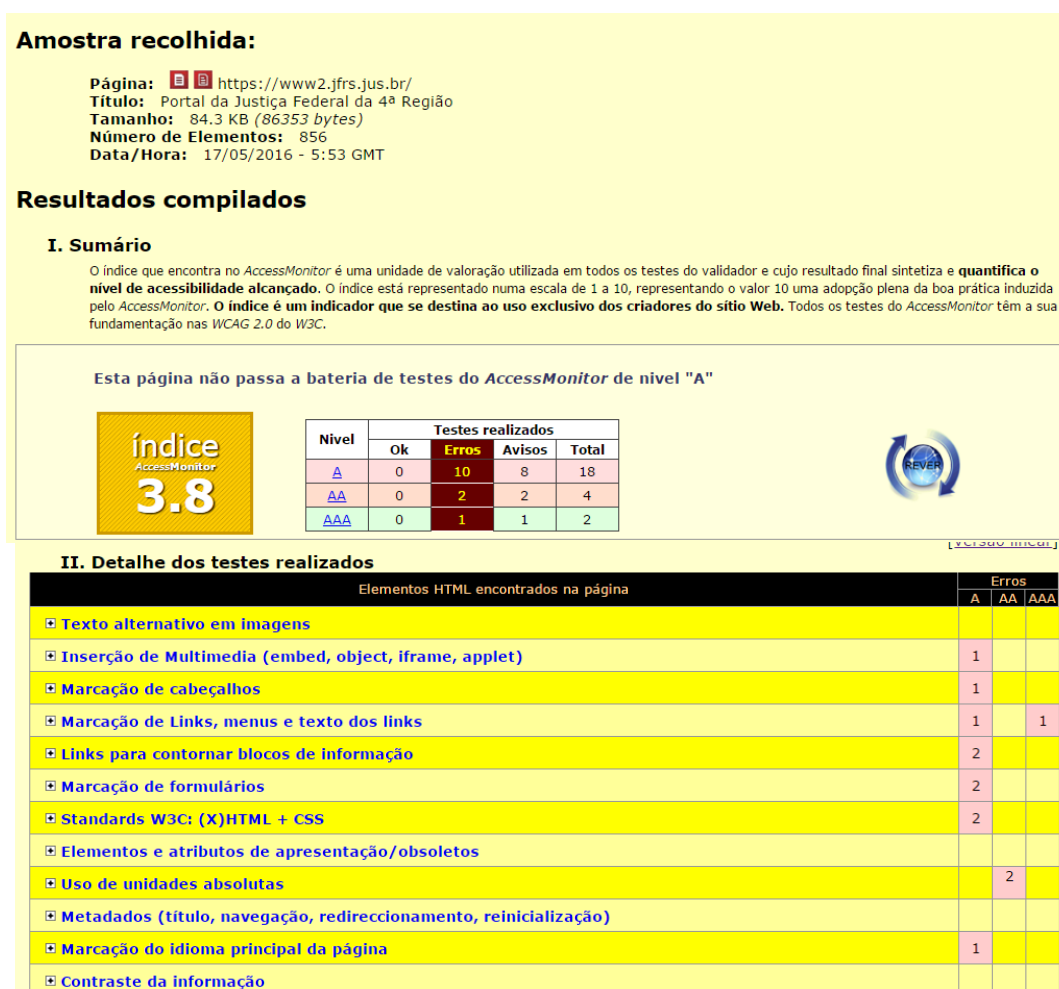 Amostra recolhida:
Página: https://www2.jfrs.jus.br/
Título: Portal da Justiça Federal da 4ª Região
Tamanho: 84.3 KB (86353 bytes)
Número de Elementos: 856
Data/Hora: 17/05/2016 - 5:53 GMT
Resultados compilados
I. Sumário
O índice que encontra no AccessMonitor é uma unidade de valoração utilizada em todos os testes do validador e cujo resultado final sintetiza e quantifica o
nível de acessibilidade alcançado. O índice está representado numa escala de 1 a 10, representando o valor 10 uma adopção plena da boa prática induzida
pelo AccessMonitor. O índice é um indicador que se destina ao uso exclusivo dos criadores do sítio Web. Todos os testes do AccessMonitor têm a sua
fundamentação nas WCAG 2.0 do W3C.
Esta página não passa a bateria de testes do AccessMonitor de nivel "A"
índice
AccessMonitor
3.8
Nivel Testes realizados
Ok Erros Avisos Total
A 0 10 8 18
AA 0 2 2 4
AAA 0 1 1 2
REVER
[versão linear]
II. Detalhe dos testes realizados
Elementos HTML encontrados na página Erros
A AA AAA
Texto alternativo em imagens
Inserção de Multimedia (embed, object, iframe, applet) 1
Marcação de cabeçalhos 1
Marcação de Links, menus e texto dos links 1 1
Links para contornar blocos de informação 2
Marcação de formulários 2
Standards W3C: (X)HTML + CSS 2
Elementos e atributos de apresentação/obsoletos
Uso de unidades absolutas 2
Metadados (título, navegação, redireccionamento, reinicialização)
Marcação do idioma principal da página 1
Contraste da informação